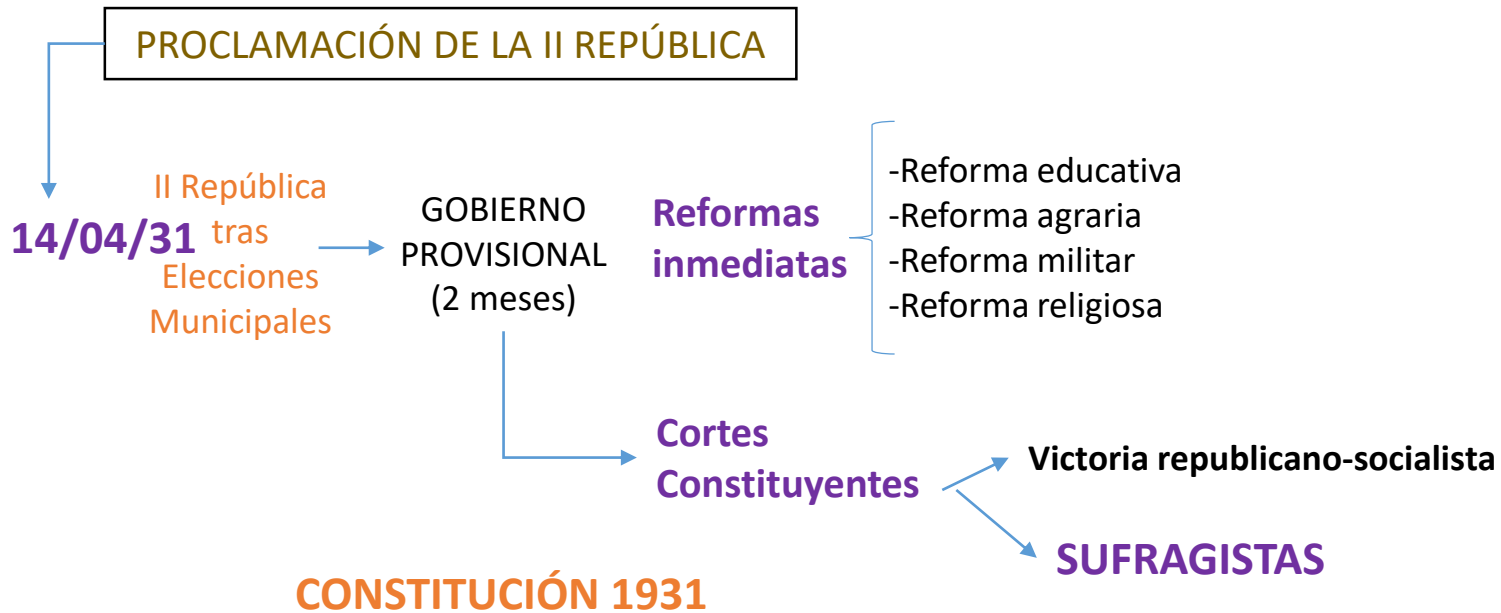 PROCLAMACIÓN DE LA II REPÚBLICA
14/04/31
II República
tras
Elecciones
Municipales
GOBIERNO
PROVISIONAL
(2 meses)
Reformas
inmediatas
-Reforma educativa
-Reforma agraria
-Reforma militar
-Reforma religiosa
Cortes
Constituyentes
Victoria republicano-socialista
SUFRAGISTAS
CONSTITUCIÓN 1931